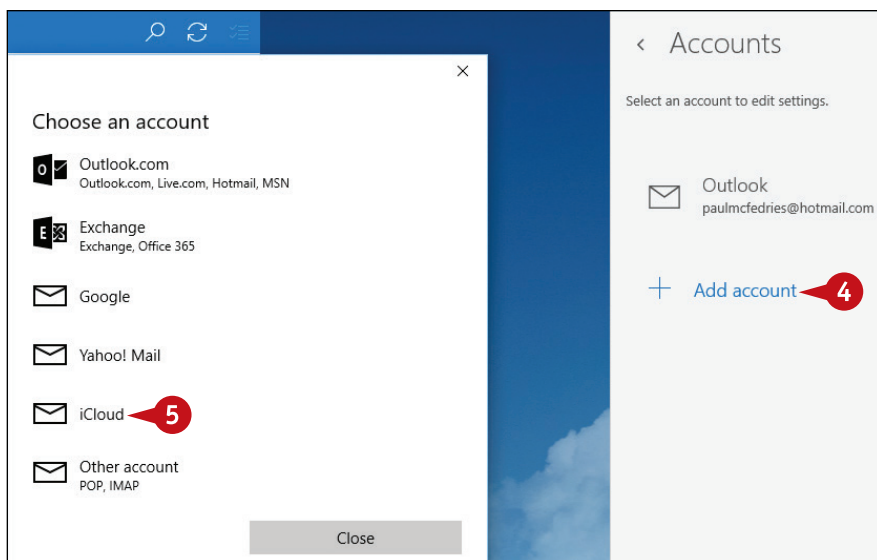 Choose an account
Outlook.com
Outlook.com, Live.com, Hotmail, MSN
Exchange
Exchange, Office 365
Google
Yahoo! Mail
iCloud 5
Other account
POP, IMAP
Close
Accounts
Select an account to edit settings.
Outlook
paulmcfedries@hotmail.com
Add account 4